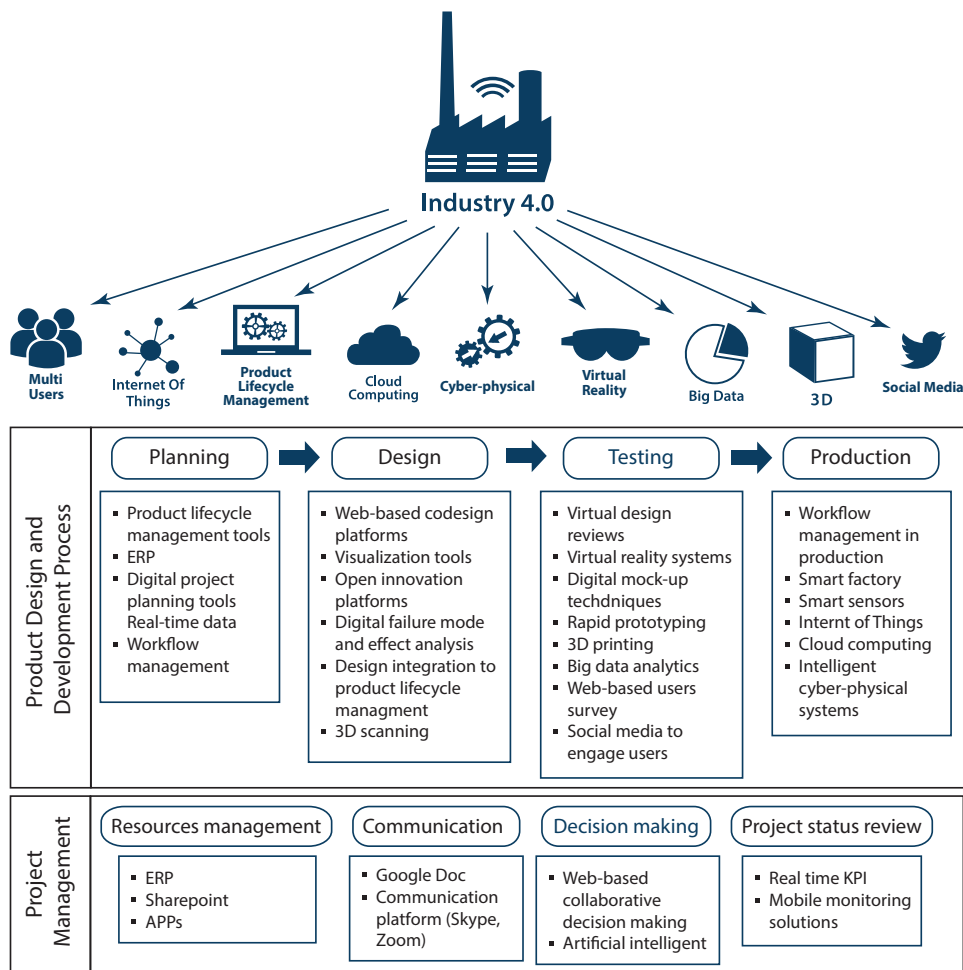 Industry 4.0
Multi
Users
Internet Of
Things
Product
Lifecycle
Management
Cloud
Computing
Cyber-physical
Virtual
Reality
Big Data
3D
Social Media
Product Design and
Development Process
Planning
▪ Product lifecycle
management tools
▪ ERP
▪ Digital project
planning tools
Real-time data
▪ Workflow
management
Design
▪ Web-based codesign
platforms
▪ Visualization tools
▪ Open innovation
platforms
▪ Digital failure mode
and effect analysis
▪ Design integration to
product lifecycle
managment
▪ 3D scanning
Testing
▪ Virtual design
reviews
▪ Virtual reality systems
▪ Digital mock-up
techdniques
▪ Rapid prototyping
▪ 3D printing
▪ Big data analytics
▪ Web-based users
survey
▪ Social media to
engage users
Production
▪ Workflow
management in
production
▪ Smart factory
▪ Smart sensors
▪ Internt of Things
▪ Cloud computing
▪ Intelligent
cyber-physical
systems
Project
Management
Resources management
▪ ERP
▪ Sharepoint
▪ APPs
Communication
▪ Google Doc
▪ Communication
platform (Skype,
Zoom)
Decision making
▪ Web-based
collaborative
decision making
▪ Artificial intelligent
Project status review
▪ Real time KPI
▪ Mobile monitoring
solutions